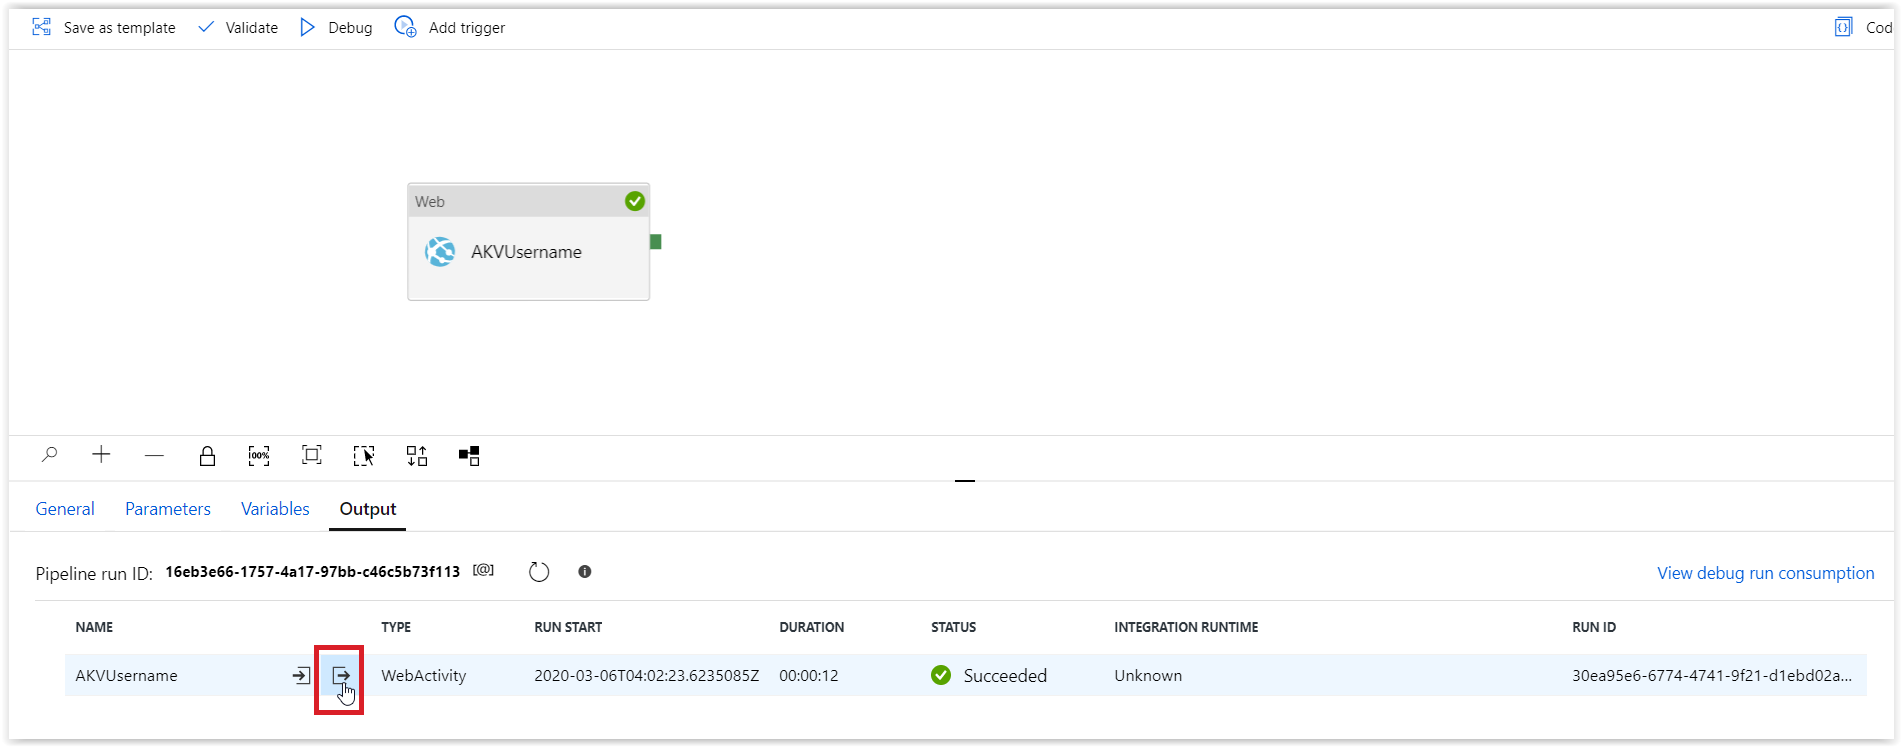 Save as template Validate Debug Add trigger Cod
Web
AKVUsername
General Parameters Variables Output
Pipeline run ID: 16eb3e66-1757-4a17-97bb-c46c5b73f113 [@] View debug run consumption
NAME TYPE RUN START DURATION STATUS INTEGRATION RUNTIME RUN ID
AKVUsername WebActivity 2020-03-06T04:02:23.6235085Z 00:00:12 Succeeded Unknown 30ea95e6-6774-4741-9f21-d1ebd02a...